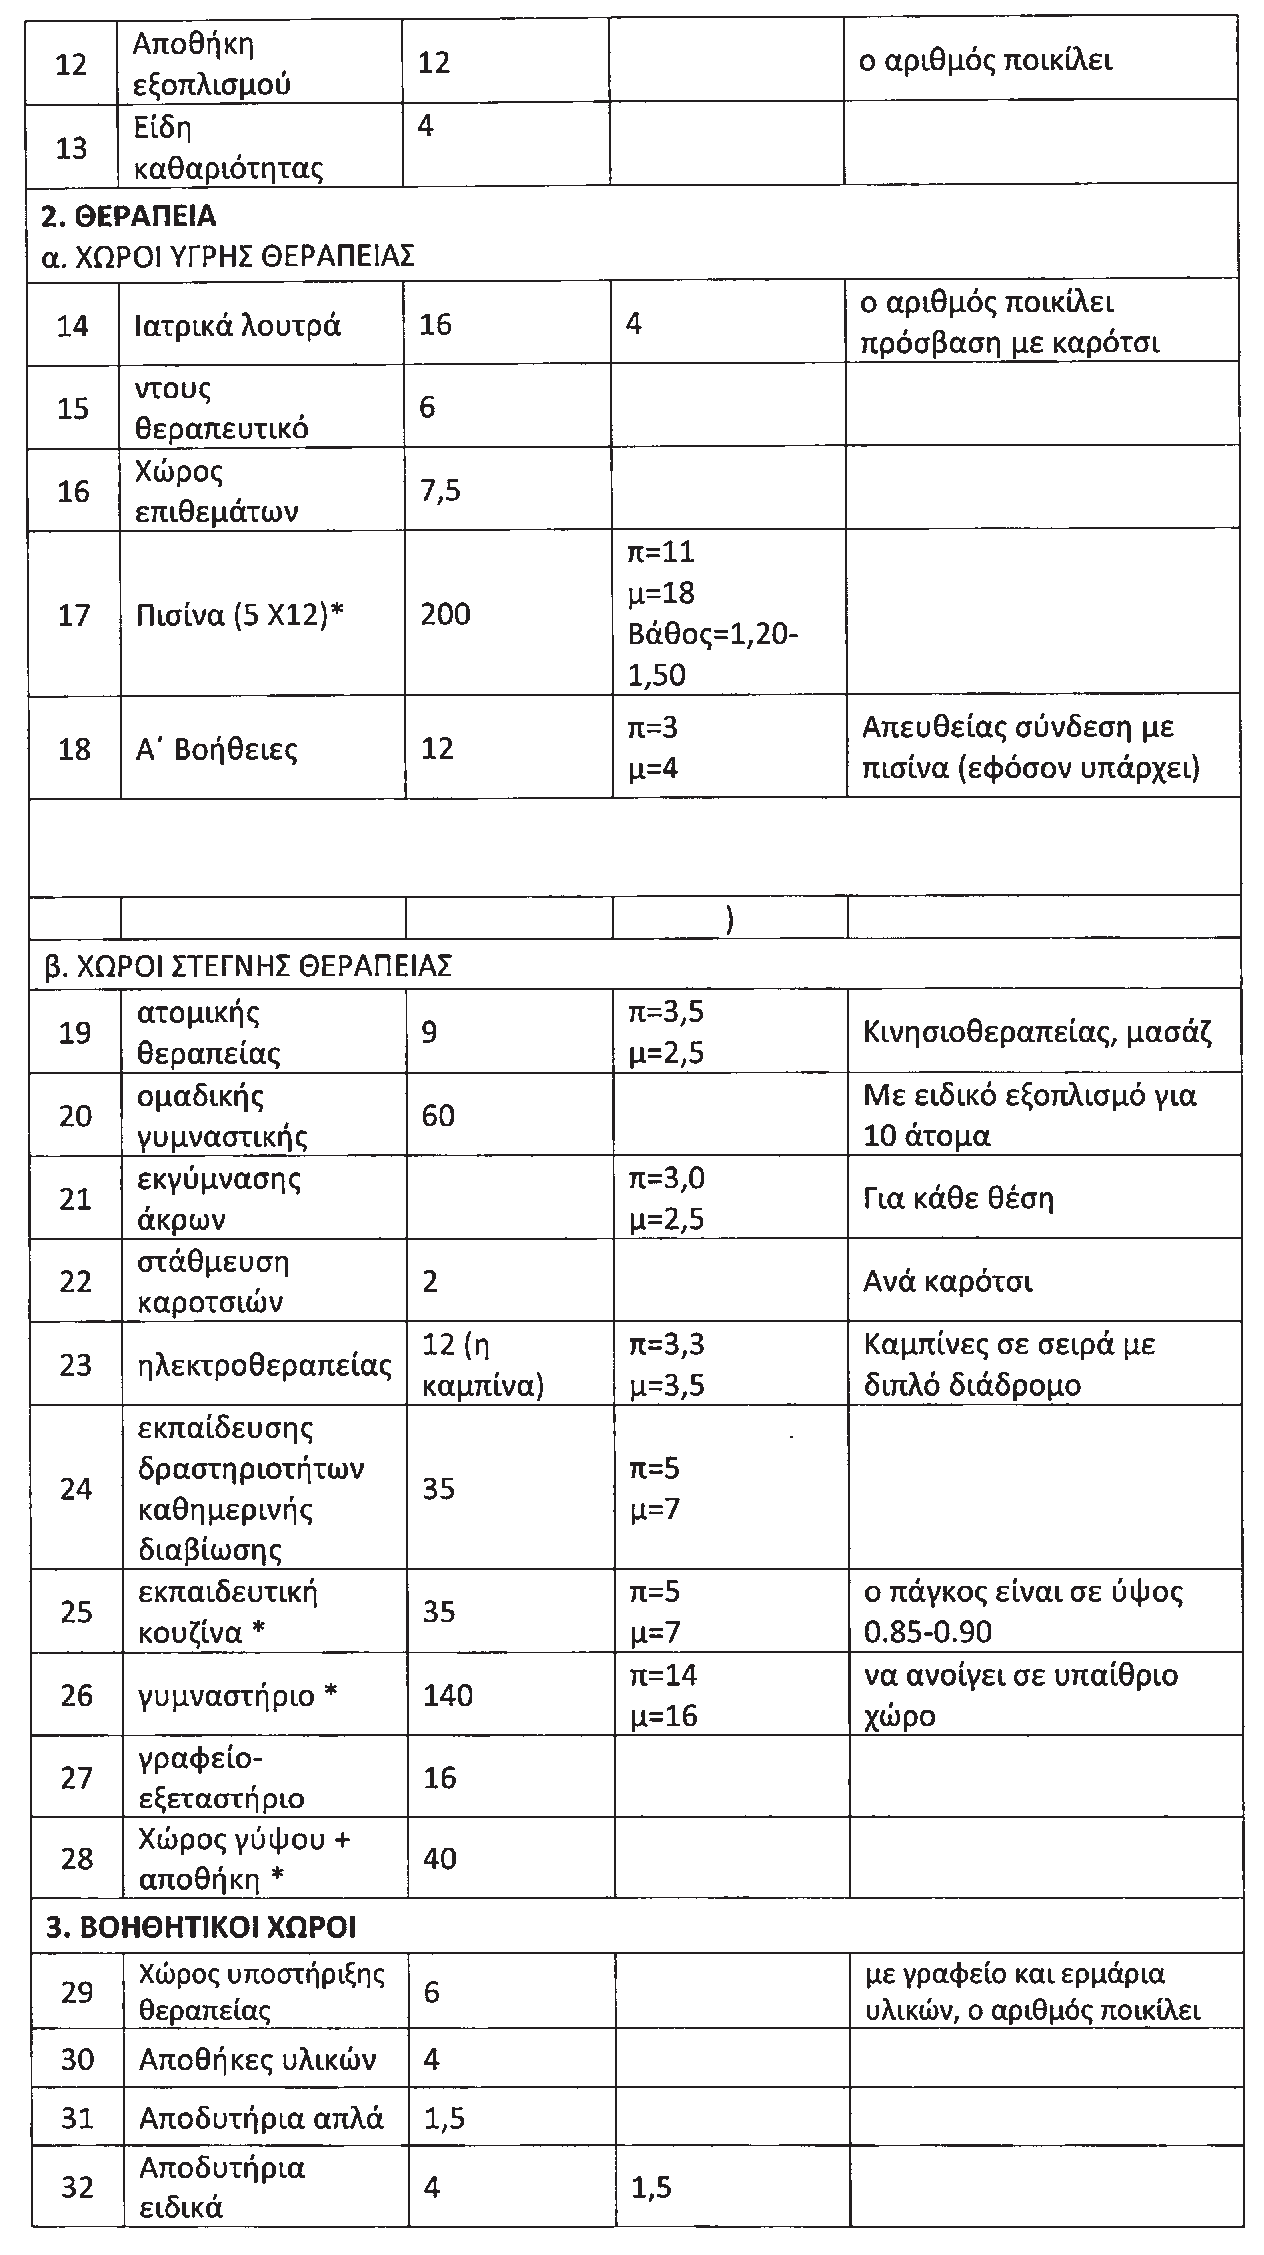 12 Αποθήκη εξοπλισμού 12 ο αριθμός ποικίλει
13 Είδη καθαριότητας 4
2. ΘΕΡΑΠΕΙΑ
α. ΧΩΡΟΙ ΥΓΡΗΣ ΘΕΡΑΠΕΙΑΣ
14 Ιατρικά λουτρά 16 4 ο αριθμός ποικίλει πρόσβαση με καρότσι
15 ντους θεραπευτικό 6
16 Χώρος επιθεμάτων 7,5
17 Πισίνα (5 Χ12)* 200 π=11 μ=18 Βάθος=1,20-1,50
18 Α΄ Βοήθειες 12 π=3 μ=4 Απευθείας σύνδεση με πισίνα (εφόσον υπάρχει)
)
β. ΧΩΡΟΙ ΣΤΕΓΝΗΣ ΘΕΡΑΠΕΙΑΣ
19 ατομικής θεραπείας 9 π=3,5 μ=2,5 Κινησιοθεραπείας, μασάζ
20 ομαδικής γυμναστικής 60 Με ειδικό εξοπλισμό για 10 άτομα
21 εκγύμνασης άκρων π=3,0 μ=2,5 Για κάθε θέση
22 στάθμευση καροτσιών 2 Ανά καρότσι
23 ηλεκτροθεραπείας 12 (η καμπίνα) π=3,3 μ=3,5 Καμπίνες σε σειρά με διπλό διάδρομο
24 εκπαίδευσης δραστηριοτήτων καθημερινής διαβίωσης 35 π=5 μ=7
25 εκπαιδευτική κουζίνα * 35 π=5 μ=7 ο πάγκος είναι σε ύψος 0.85-0.90
26 γυμναστήριο * 140 π=14 μ=16 να ανοίγει σε υπαίθριο χώρο
27 γραφείο-εξεταστήριο 16
28 Χώρος γύψου + αποθήκη * 40
3. ΒΟΗΘΗΤΙΚΟΙ ΧΩΡΟΙ
29 Χώρος υποστήριξης θεραπείας 6 με γραφείο και ερμάρια υλικών, ο αριθμός ποικίλει
30 Αποθήκες υλικών 4
31 Αποδυτήρια απλά 1,5
32 Αποδυτήρια ειδικά 4 1,5